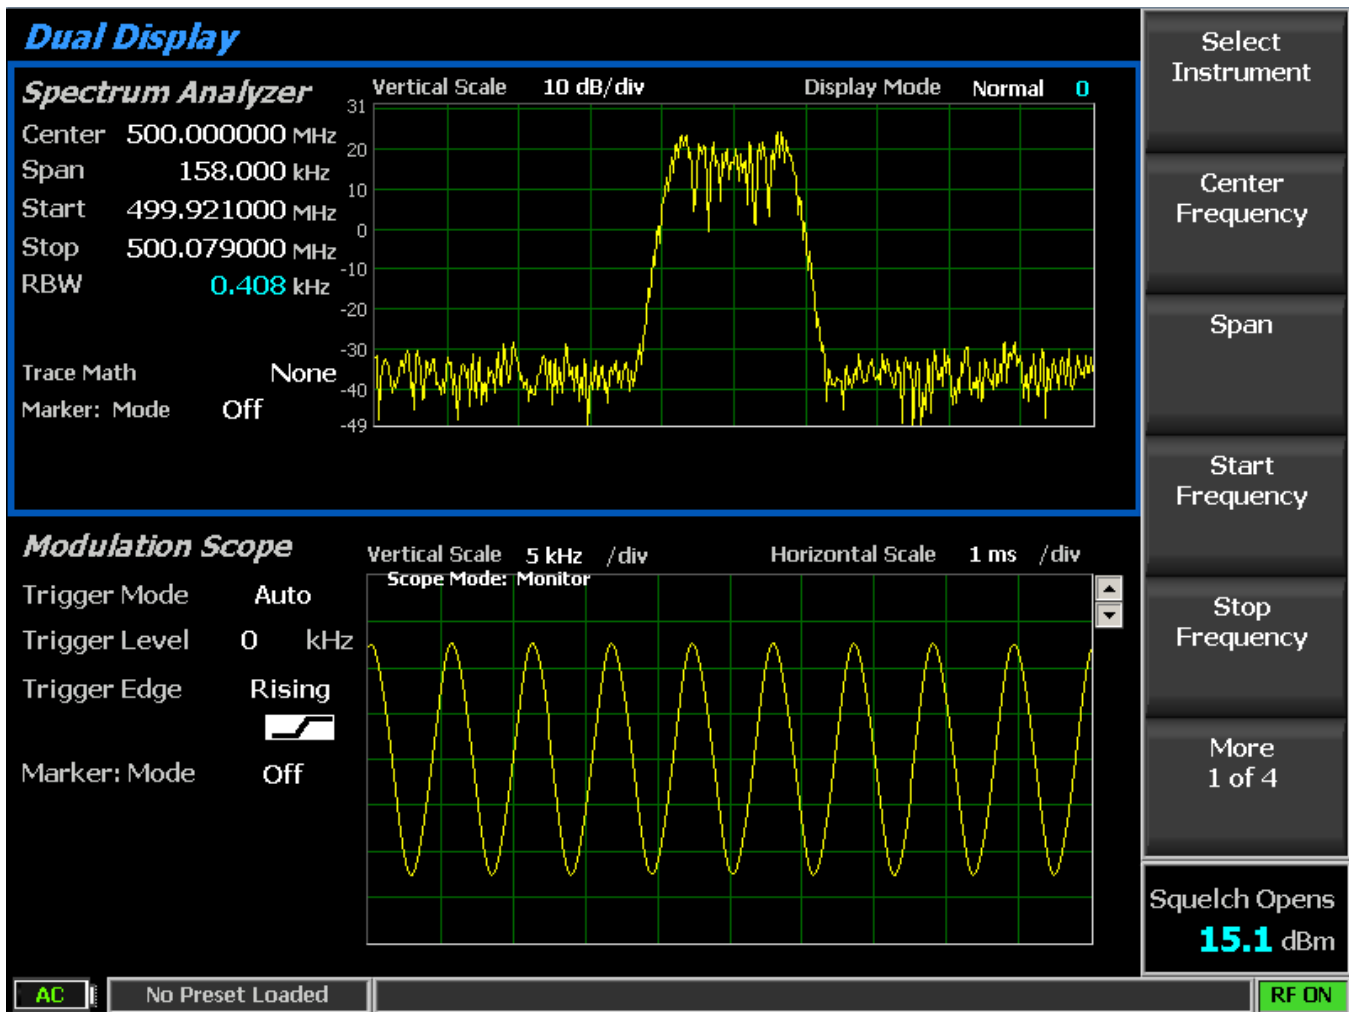 Dual Display
Spectrum Analyzer
Vertical Scale 10 dB/div Display Mode Normal 0
Center 500.000000 MHz
Span 158.000 kHz
Start 499.921000 MHz
Stop 500.079000 MHz
RBW 0.408 kHz
Trace Math None
Marker: Mode Off
31
20
10
0
-10
-20
-30
-40
-49
Modulation Scope
Vertical Scale 5 kHz /div Horizontal Scale 1 ms /div
Scope Mode: Monitor
Trigger Mode Auto
Trigger Level 0 kHz
Trigger Edge Rising
Marker: Mode Off
Select
Instrument
Center
Frequency
Span
Start
Frequency
Stop
Frequency
More
1 of 4
Squelch Opens
15.1 dBm
AC No Preset Loaded RF ON